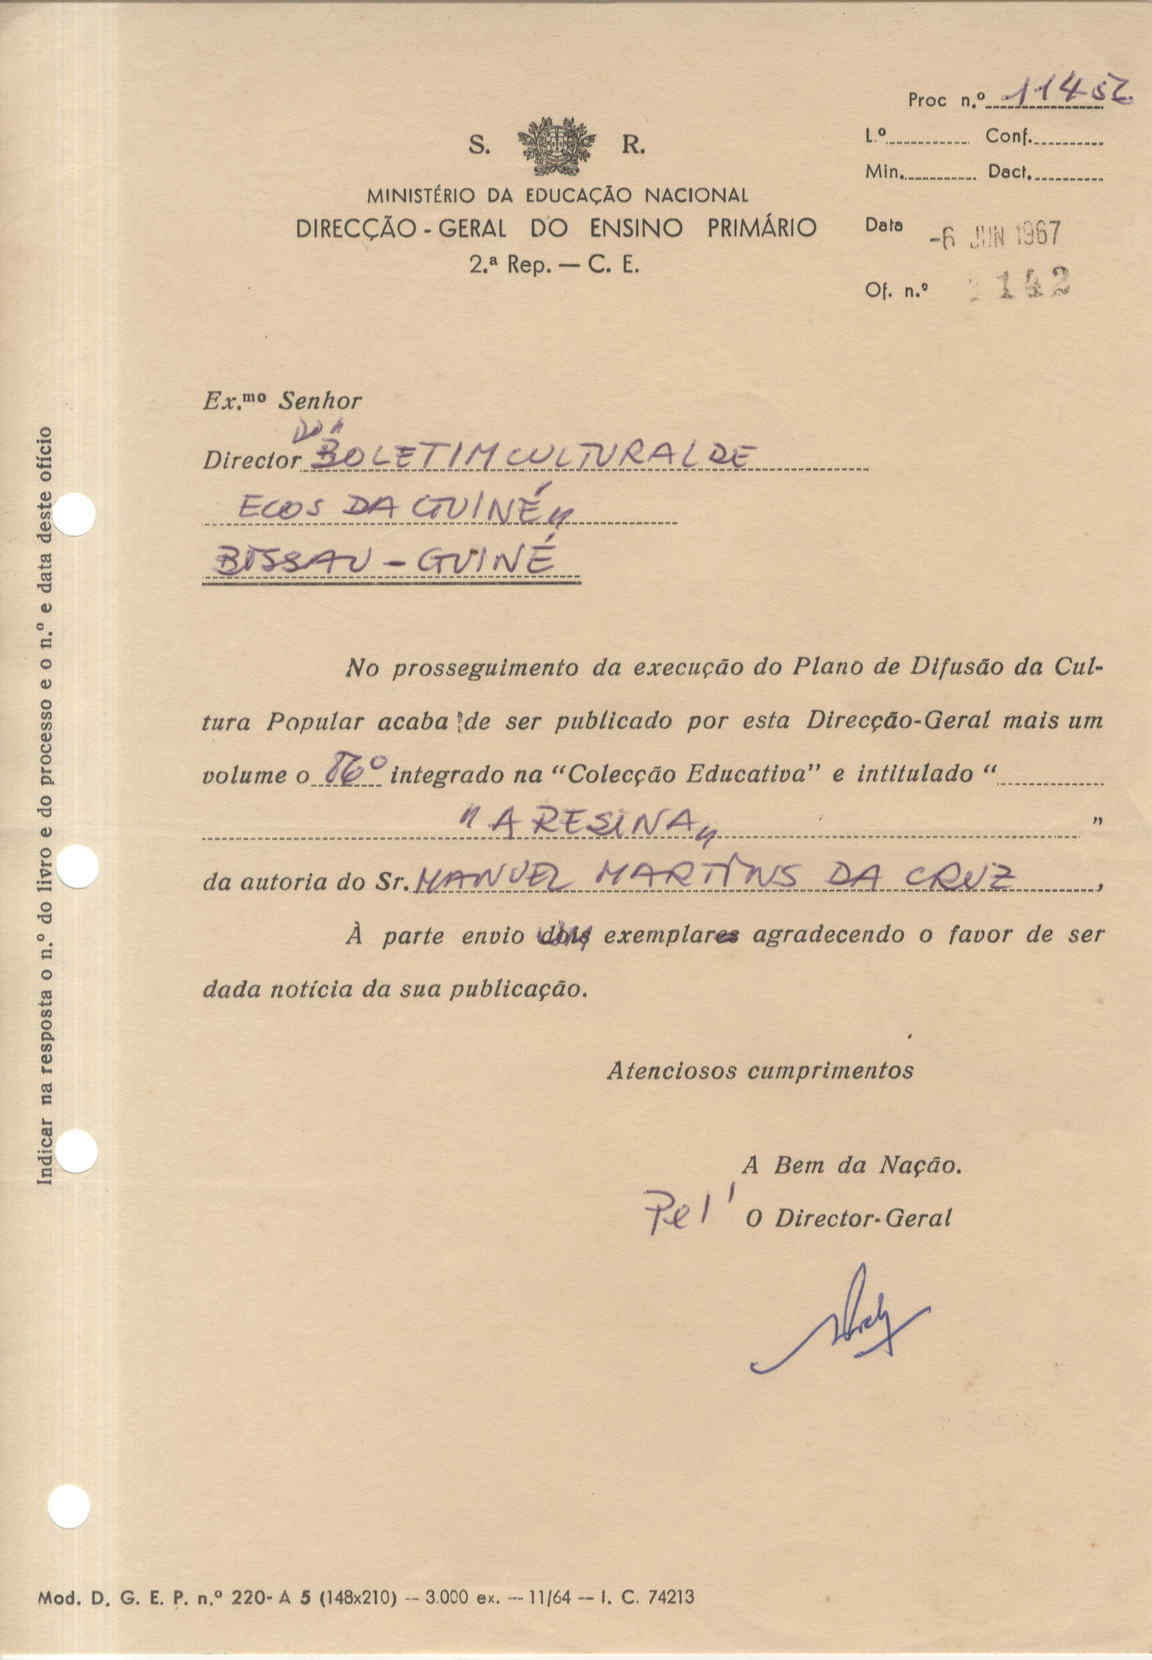 Proc n.º 11452
S. R.
L.º Conf.
Min. Dact.
MINISTÉRIO DA EDUCAÇÃO NACIONAL
DIRECÇÃO-GERAL DO ENSINO PRIMÁRIO
2.ª Rep. — C. E.
Data -6 JUN 1967
Of. n.º 142
Ex.mo Senhor
Do "
Director BOLETIM CULTURAL DE
ECOS DA GUINÉ"
BISSAU - GUINÉ
No prosseguimento da execução do Plano de Difusão da Cul-
tura Popular acaba de ser publicado por esta Direcção-Geral mais um
volume o 86º integrado na "Colecção Educativa" e intitulado "
"A RESINA" "
da autoria do Sr. MANUEL MARTINS DA CRUZ,
À parte envio exemplares agradecendo o favor de ser
dada notícia da sua publicação.
Atenciosos cumprimentos
A Bem da Nação.
Pel' O Director-Geral
Indicar na resposta o n.º do livro e do processo e o n.º e data deste ofício
Mod. D. G. E. P. n.º 220- A 5 (148x210) — 3.000 ex. — 11/64 — I. C. 74213